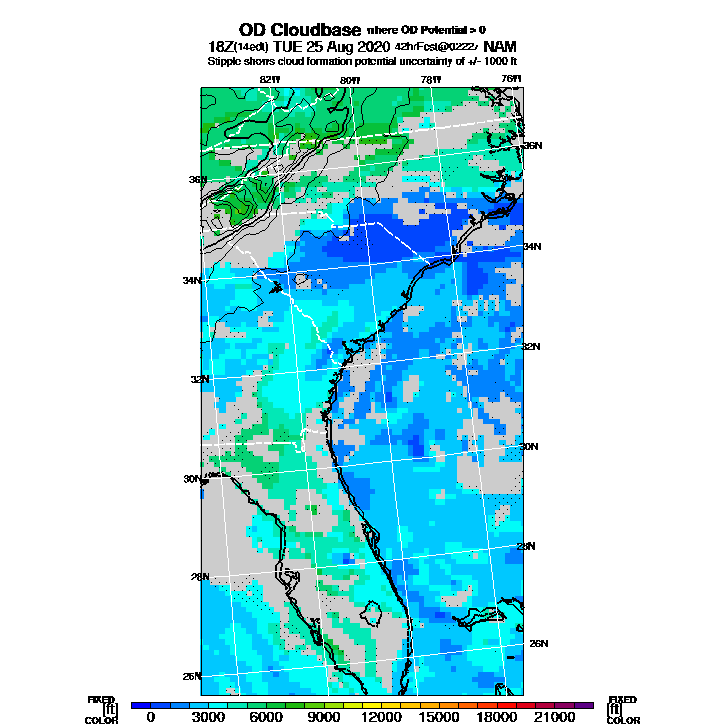 OD Cloudbase where OD Potential > 0
18Z(14edt) TUE 25 Aug 2020 42hrFcst@0222z NAM
Stipple shows cloud formation potential uncertainty of +/- 1000 ft
82W 80W 78W 76W
36N
36N
34N
34N
32N
32N
30N
30N
28N
28N
26N
26N
FIXED FIXED
[ft] [ft]
COLOR COLOR
0 3000 6000 9000 12000 15000 18000 21000